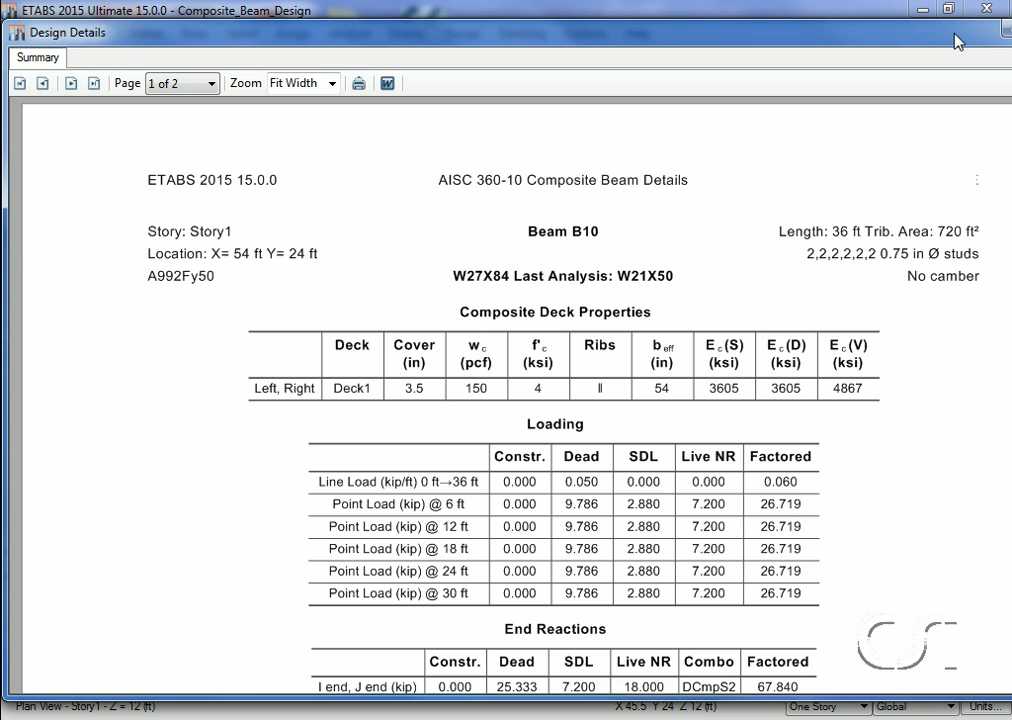 ETABS 2015 Ultimate 15.0.0 - Composite_Beam_Design
Design Details
Summary
Page 1 of 2 Zoom Fit Width
ETABS 2015 15.0.0 AISC 360-10 Composite Beam Details
Story: Story1 Beam B10 Length: 36 ft Trib. Area: 720 ft²
Location: X= 54 ft Y= 24 ft 2,2,2,2,2,2 0.75 in Ø studs
A992Fy50 W27X84 Last Analysis: W21X50 No camber
Composite Deck Properties
Deck Cover (in) wc (pcf) f'c (ksi) Ribs beff (in) Ec(S) (ksi) Ec(D) (ksi) Ec(V) (ksi)
Left, Right Deck1 3.5 150 4 || 54 3605 3605 4867
Loading
Constr. Dead SDL Live NR Factored
Line Load (kip/ft) 0 ft→36 ft 0.000 0.050 0.000 0.000 0.060
Point Load (kip) @ 6 ft 0.000 9.786 2.880 7.200 26.719
Point Load (kip) @ 12 ft 0.000 9.786 2.880 7.200 26.719
Point Load (kip) @ 18 ft 0.000 9.786 2.880 7.200 26.719
Point Load (kip) @ 24 ft 0.000 9.786 2.880 7.200 26.719
Point Load (kip) @ 30 ft 0.000 9.786 2.880 7.200 26.719
End Reactions
Constr. Dead SDL Live NR Combo Factored
I end, J end (kip) 0.000 25.333 7.200 18.000 DCmpS2 67.840
CSI
Plan View - Story1 - Z = 12 (ft) X 45.5 Y 24 Z 12 (ft) One Story Global Units...